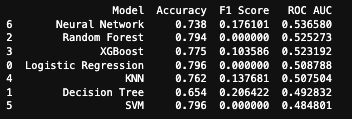 Model Accuracy F1 Score ROC AUC
6 Neural Network 0.738 0.176101 0.536580
2 Random Forest 0.794 0.000000 0.525273
3 XGBoost 0.775 0.103586 0.523192
0 Logistic Regression 0.796 0.000000 0.508788
4 KNN 0.762 0.137681 0.507504
1 Decision Tree 0.654 0.206422 0.492832
5 SVM 0.796 0.000000 0.484801